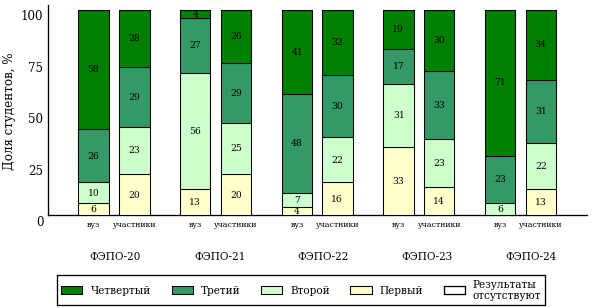 Доля студентов, %
100
75
50
25
0
58 28 4 26 41 32 19 30 71 34
26 29 27 29 48 30 17 33 23 31
10 23 56 25 7 22 31 23 6 22
6 20 13 20 4 16 33 14 13
вуз участники вуз участники вуз участники вуз участники вуз участники
ФЭПО-20 ФЭПО-21 ФЭПО-22 ФЭПО-23 ФЭПО-24
Четвертый Третий Второй Первый Результаты
отсутствуют